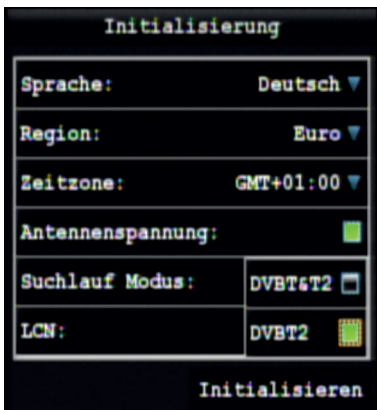 Initialisierung
Sprache: Deutsch
Region: Euro
Zeitzone: GMT+01:00
Antennenspannung:
Suchlauf Modus: DVBT&T2
LCN: DVBT2
Initialisieren